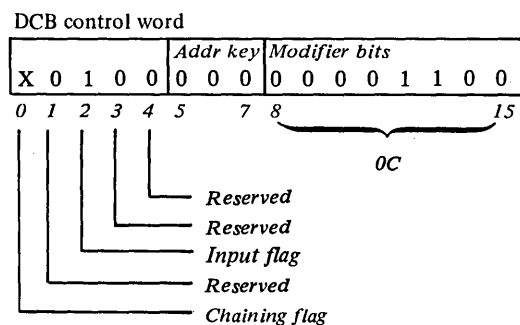 DCB control word
Addr key Modifier bits
X 0 1 0 0 0 0 0 0 0 0 0 1 1 0 0
0 1 2 3 4 5 7 8 15
0C
Reserved
Reserved
Input flag
Reserved
Chaining flag